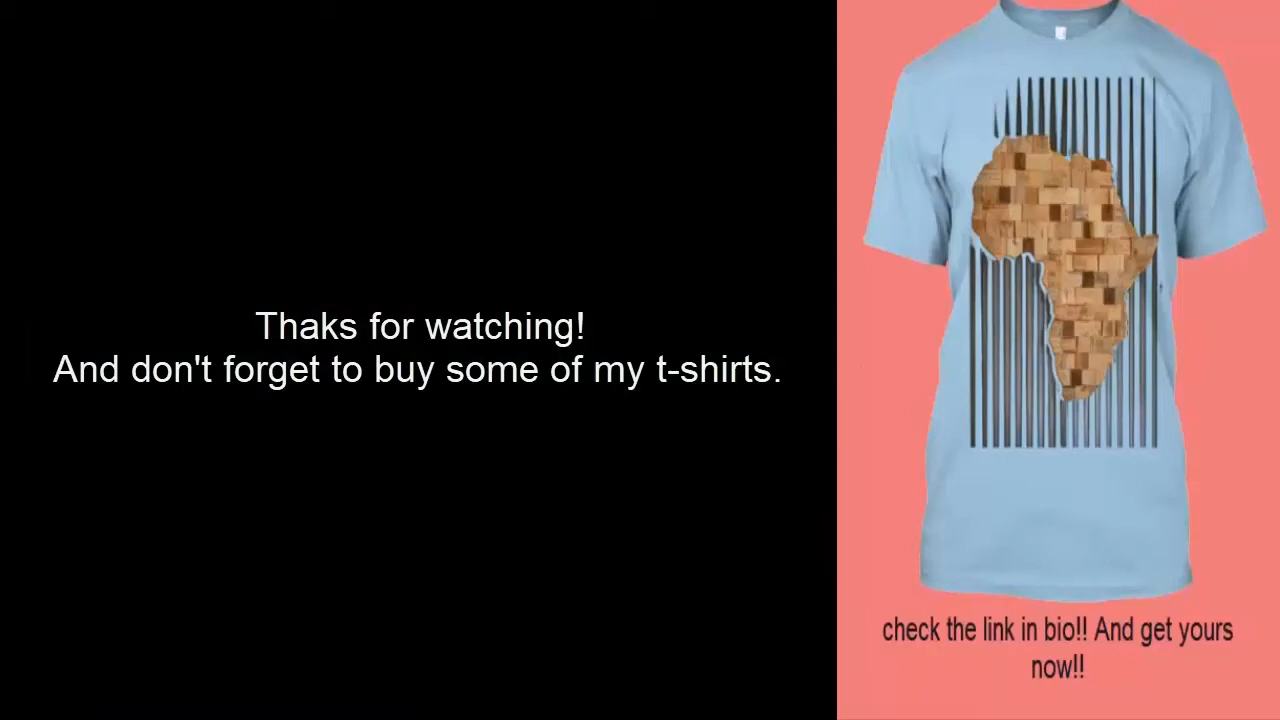 Thaks for watching!
And don't forget to buy some of my t-shirts.
check the link in bio!! And get yours
now!!